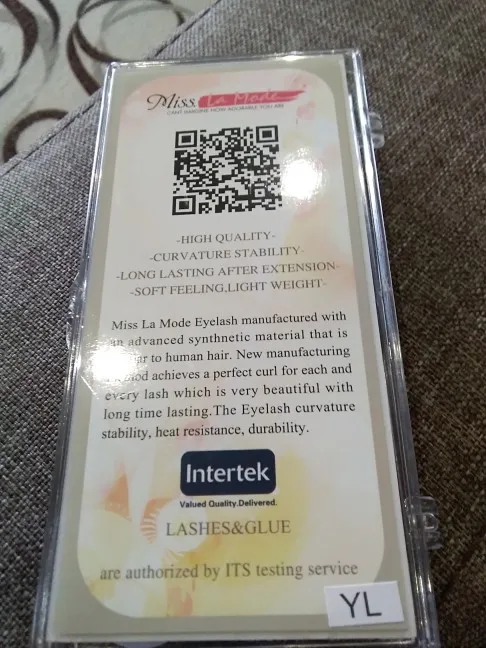 Miss La Mode
CANT IMAGINE HOW ADORABLE YOU ARE
-HIGH QUALITY-
-CURVATURE STABILITY-
-LONG LASTING AFTER EXTENSION-
-SOFT FEELING,LIGHT WEIGHT-
Miss La Mode Eyelash manufactured with
an advanced synthnetic material that is
to human hair. New manufacturing
achieves a perfect curl for each and
every lash which is very beautiful with
long time lasting.The Eyelash curvature
stability, heat resistance, durability.
Intertek
Valued Quality.Delivered.
LASHES&GLUE
are authorized by ITS testing service
YL